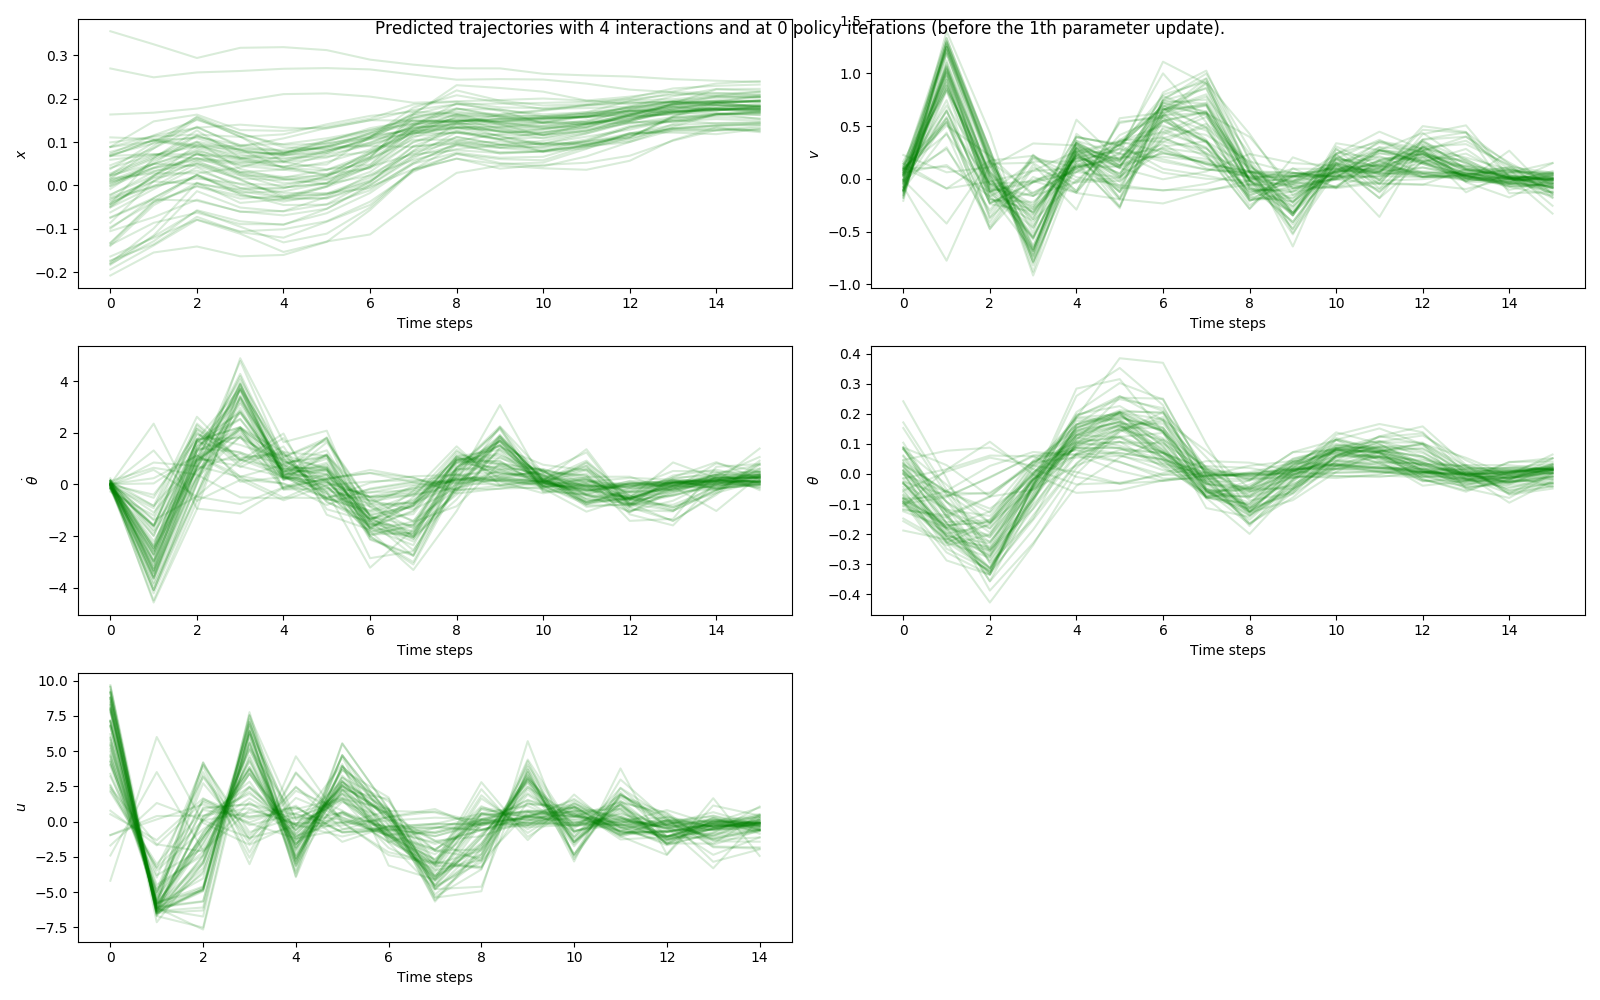 Predicted trajectories with 4 interactions and at 0 policy iterations (before the 1th parameter update).
0.3
0.2
0.1
0.0
−0.1
−0.2
x
0 2 4 6 8 10 12 14
Time steps
1.5
1.0
0.5
0.0
−0.5
−1.0
v
0 2 4 6 8 10 12 14
Time steps
4
2
0
−2
−4
θ̇
0 2 4 6 8 10 12 14
Time steps
0.4
0.3
0.2
0.1
0.0
−0.1
−0.2
−0.3
−0.4
θ
0 2 4 6 8 10 12 14
Time steps
10.0
7.5
5.0
2.5
0.0
−2.5
−5.0
−7.5
u
0 2 4 6 8 10 12 14
Time steps